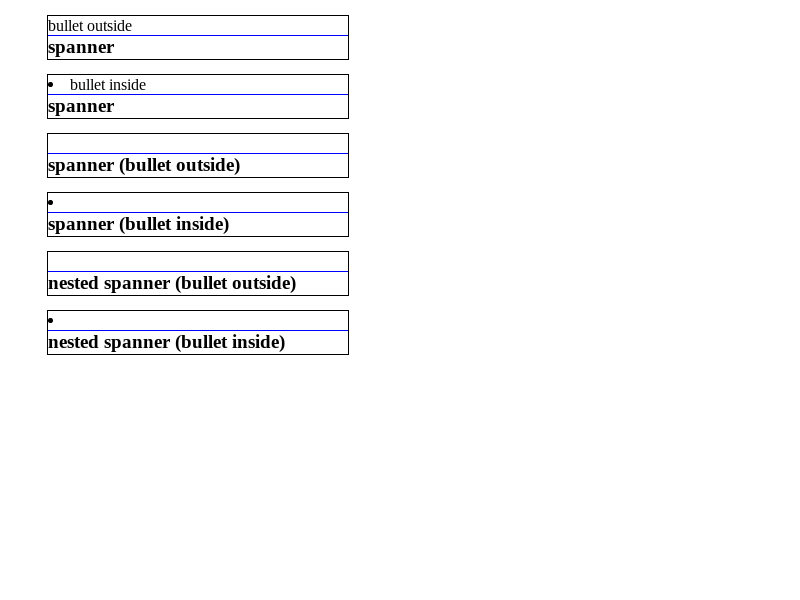 bullet outside
spanner
• bullet inside
spanner
spanner (bullet outside)
•
spanner (bullet inside)
nested spanner (bullet outside)
•
nested spanner (bullet inside)